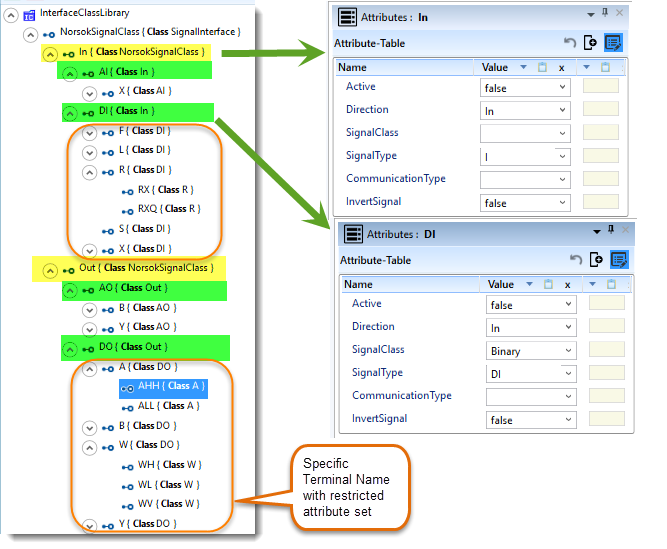 InterfaceClassLibrary
NorsokSignalClass { Class SignalInterface }
In { Class NorsokSignalClass }
AI { Class In }
X { Class AI }
DI { Class In }
F { Class DI }
L { Class DI }
R { Class DI }
RX { Class R }
RXQ { Class R }
S { Class DI }
X { Class DI }
Out { Class NorsokSignalClass }
AO { Class Out }
B { Class AO }
Y { Class AO }
DO { Class Out }
A { Class DO }
AHH { Class A }
ALL { Class A }
B { Class DO }
W { Class DO }
WH { Class W }
WL { Class W }
WV { Class W }
Y { Class DO }
Attributes : In
Attribute-Table
Name Value x
Active false
Direction In
SignalClass
SignalType I
CommunicationType
InvertSignal false
Attributes : DI
Attribute-Table
Name Value x
Active false
Direction In
SignalClass Binary
SignalType DI
CommunicationType
InvertSignal false
Specific
Terminal Name
with restricted
attribute set